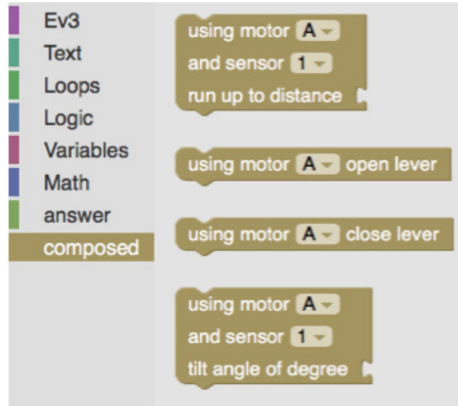 Ev3
Text
Loops
Logic
Variables
Math
answer
composed
using motor A
and sensor 1
run up to distance
using motor A open lever
using motor A close lever
using motor A
and sensor 1
tilt angle of degree